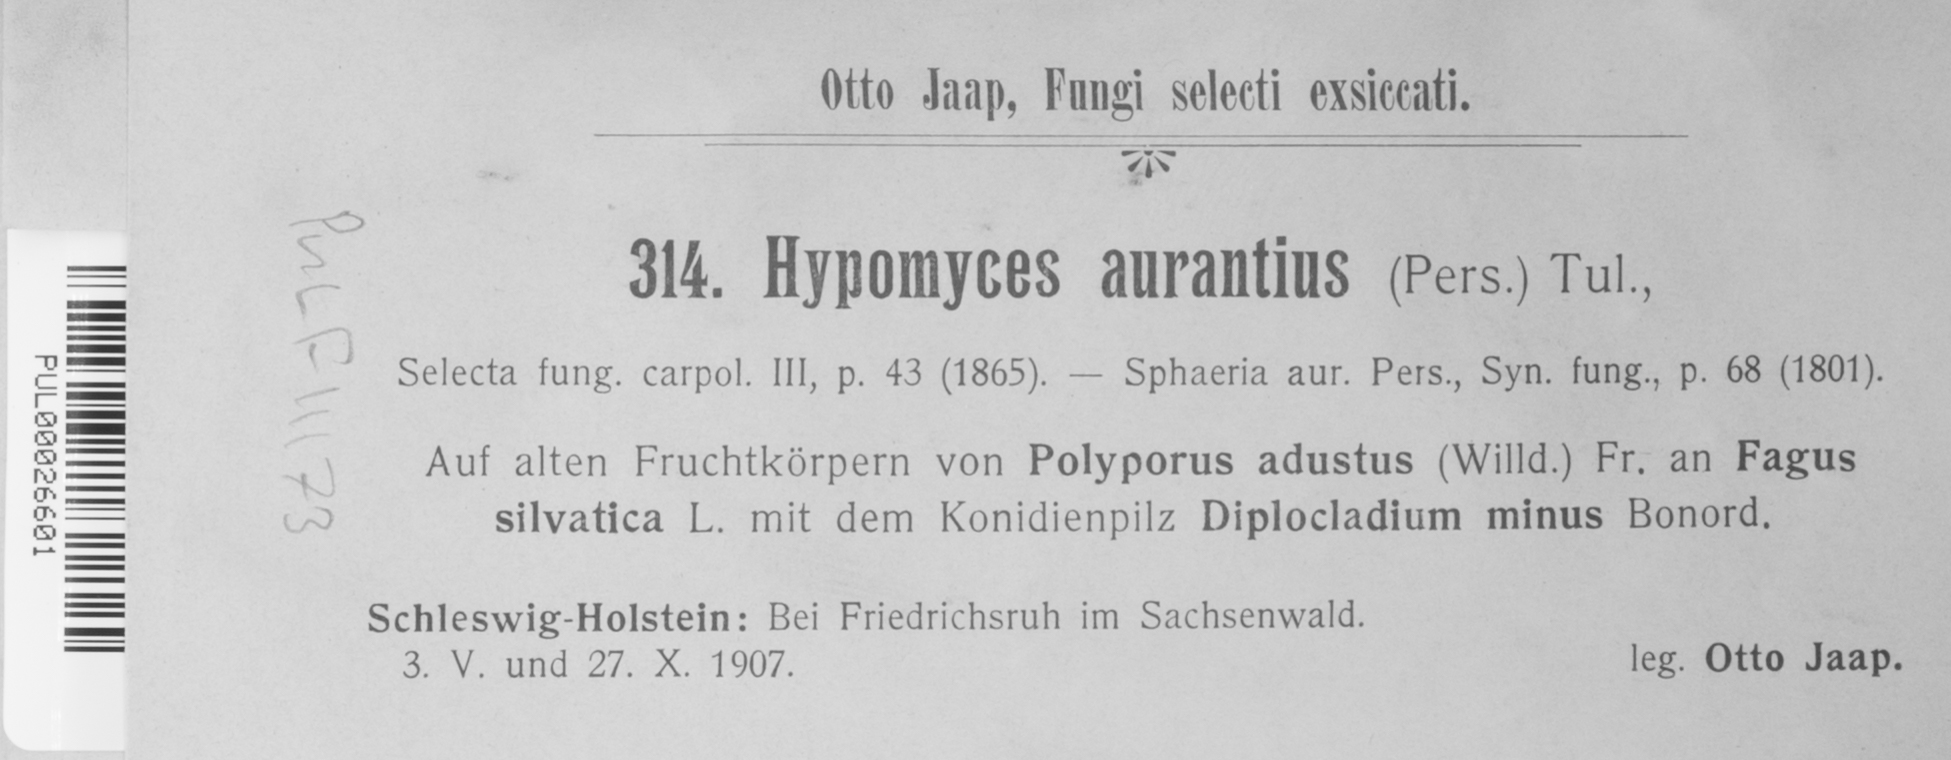 Otto Jaap, Fungi selecti exsiccati.
314. Hypomyces aurantius (Pers.) Tul.,
Selecta fung. carpol. III, p. 43 (1865). — Sphaeria aur. Pers., Syn. fung., p. 68 (1801).
Auf alten Fruchtkörpern von Polyporus adustus (Willd.) Fr. an Fagus
silvatica L. mit dem Konidienpilz Diplocladium minus Bonord.
Schleswig-Holstein: Bei Friedrichsruh im Sachsenwald.
3. V. und 27. X. 1907.
leg. Otto Jaap.
PUL F 1173
PUL00026601